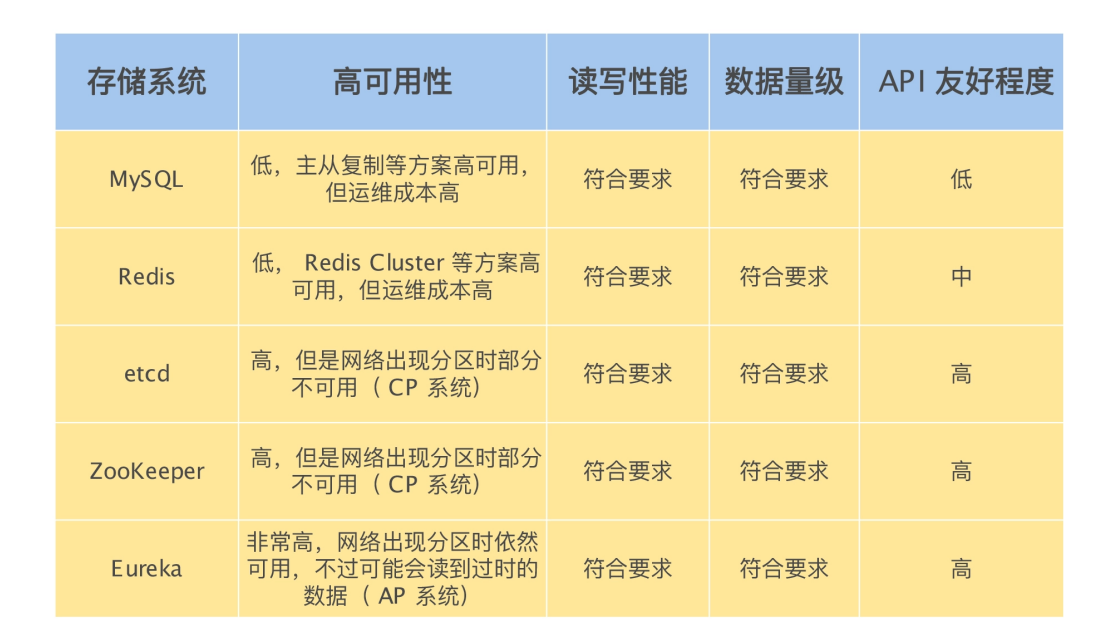 存储系统 高可用性 读写性能 数据量级 API 友好程度
MySQL 低，主从复制等方案高可用，但运维成本高 符合要求 符合要求 低
Redis 低， Redis Cluster 等方案高可用，但运维成本高 符合要求 符合要求 中
etcd 高，但是网络出现分区时部分不可用（ CP 系统） 符合要求 符合要求 高
ZooKeeper 高，但是网络出现分区时部分不可用（ CP 系统） 符合要求 符合要求 高
Eureka 非常高，网络出现分区时依然可用，不过可能会读到过时的数据（ AP 系统） 符合要求 符合要求 高